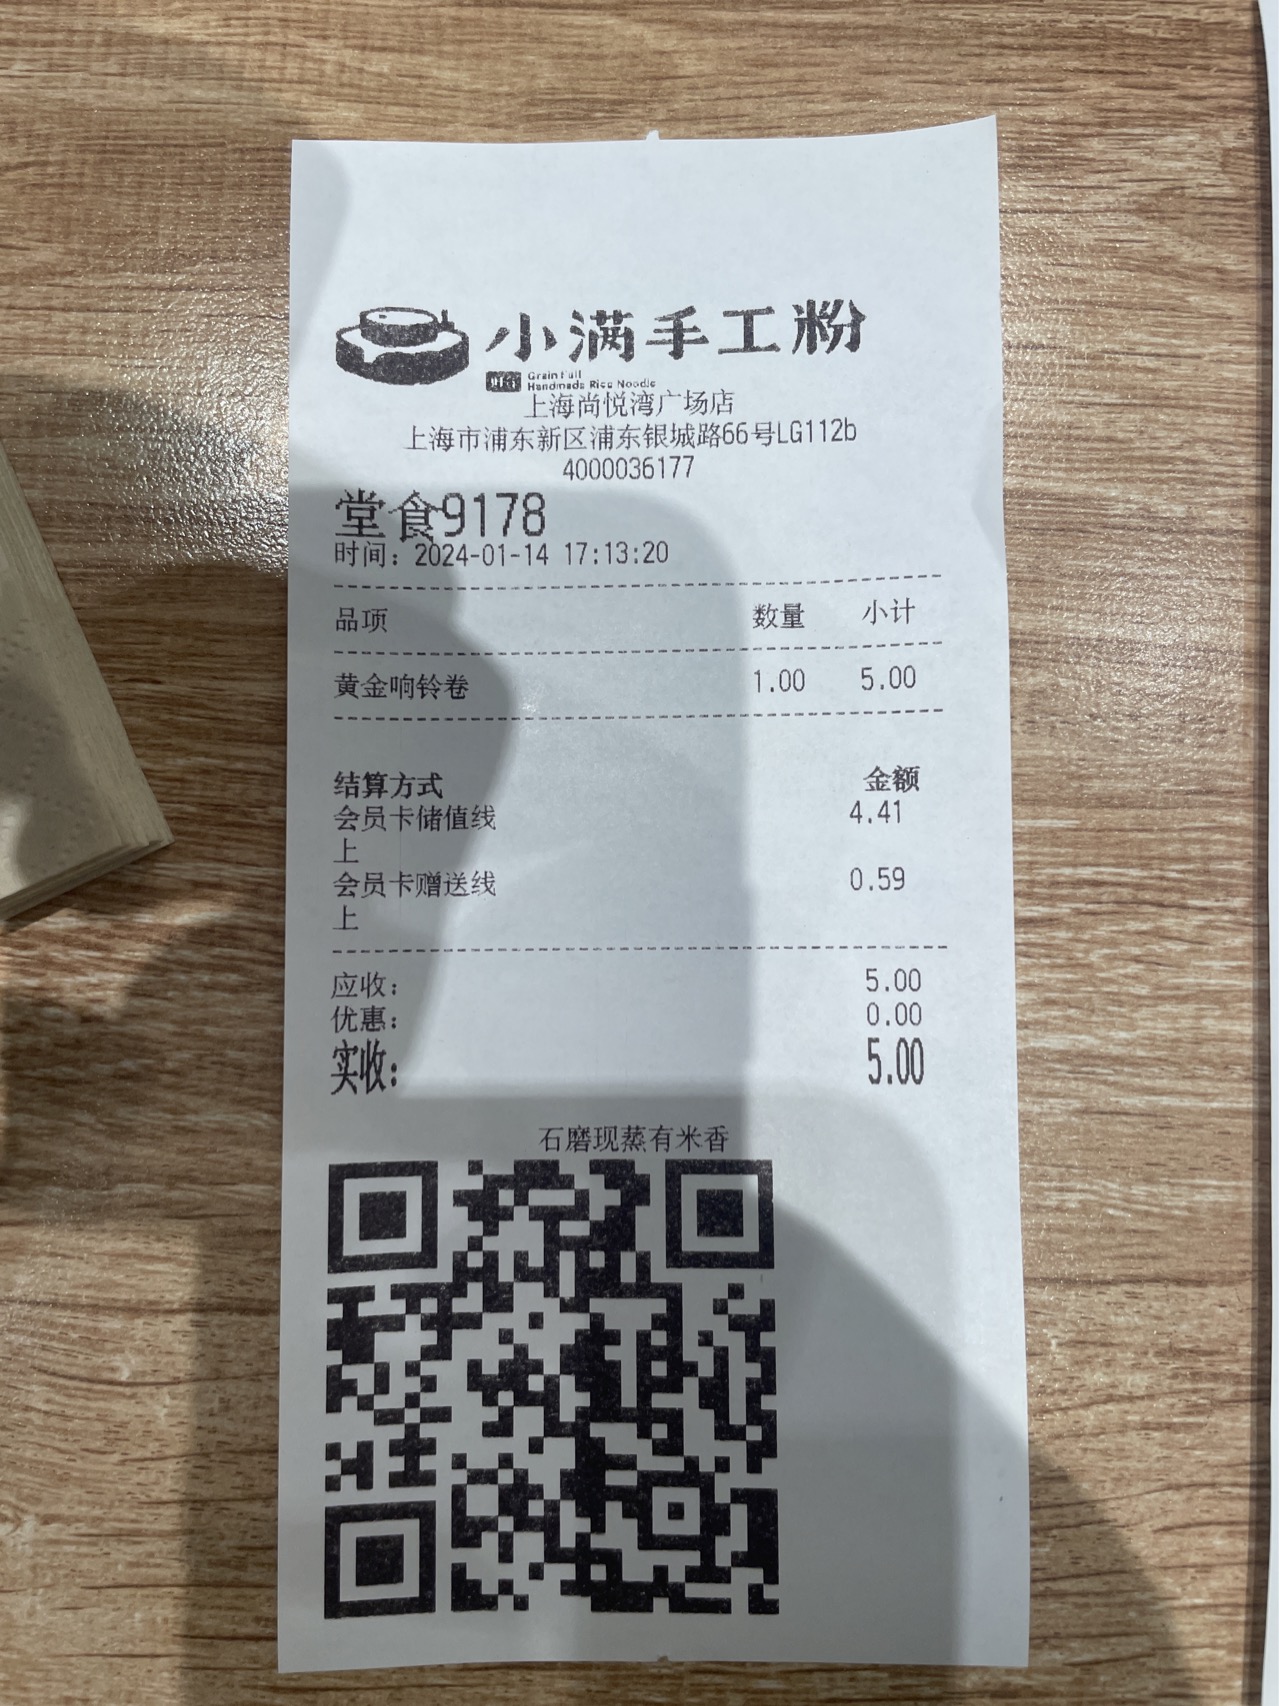 小满手工粉
Grain Full
Handmade Rice Noodle
上海尚悦湾广场店
上海市浦东新区浦东银城路66号LG112b
4000036177
堂食9178
时间：2024-01-14 17:13:20
品项 数量 小计
黄金响铃卷 1.00 5.00
结算方式 金额
会员卡储值线 4.41
上
会员卡赠送线 0.59
上
应收： 5.00
优惠： 0.00
实收： 5.00
石磨现蒸有米香